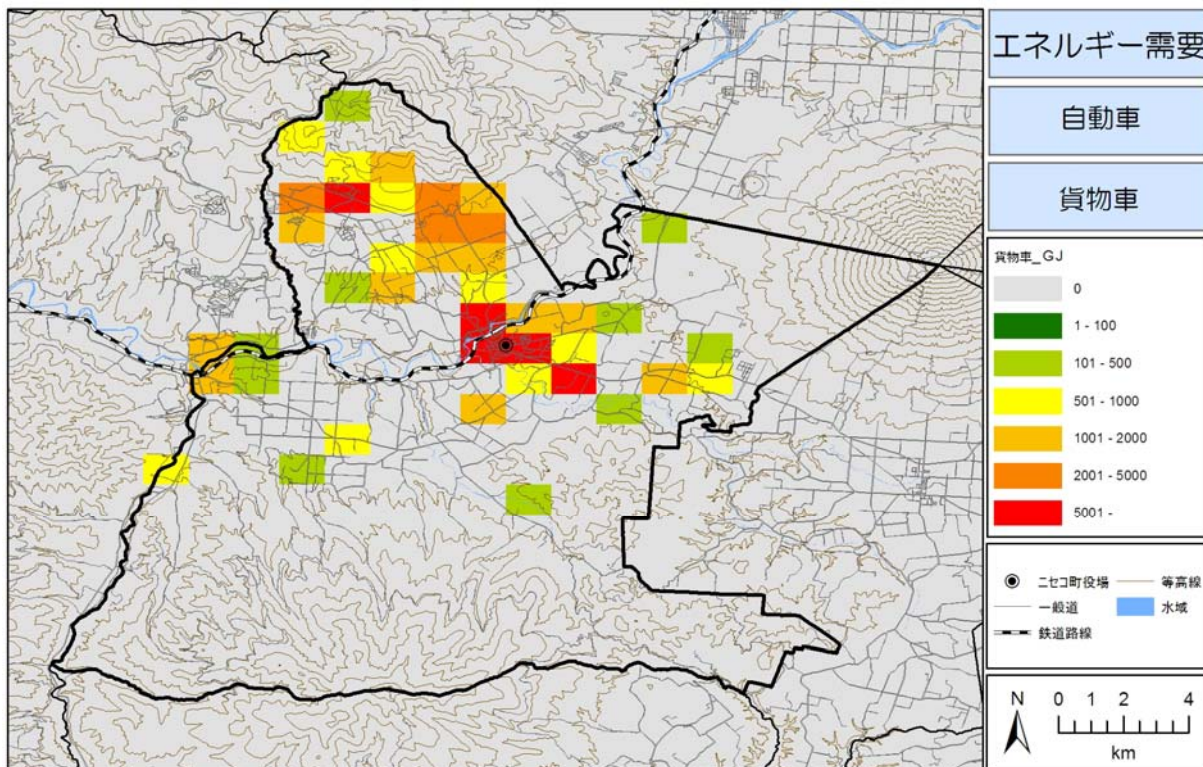 エネルギー需要
自動車
貨物車
貨物車_GJ
0
1 - 100
101 - 500
501 - 1000
1001 - 2000
2001 - 5000
5001 -
ニセコ町役場
等高線
一般道
水域
鉄道路線
N
0 1 2 4
km